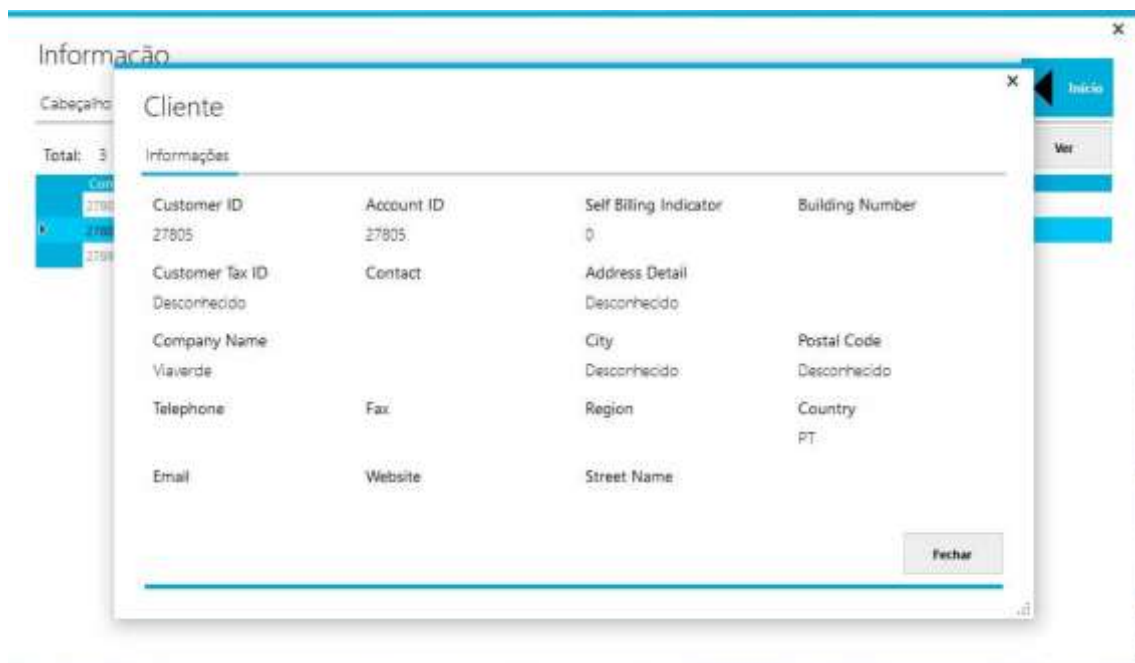 Informação
Cabeçalho
Início
Total: 3
Ver
Cliente
Informações
Customer ID Account ID Self Billing Indicator Building Number
27805 27805 0
Customer Tax ID Contact Address Detail
Desconhecido Desconhecido
Company Name City Postal Code
Viaverde Desconhecido Desconhecido
Telephone Fax Region Country
PT
Email Website Street Name
Fechar